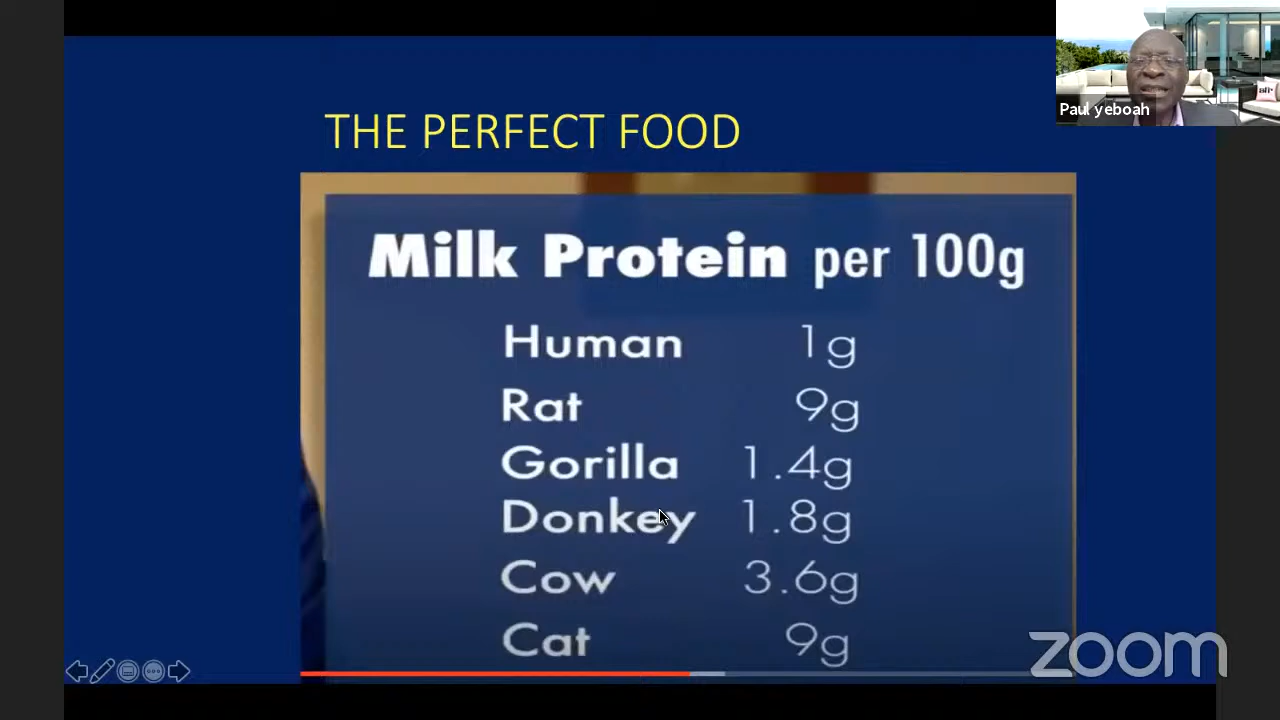 THE PERFECT FOOD
Paul yeboah
Milk Protein per 100g
Human 1g
Rat 9g
Gorilla 1.4g
Donkey 1.8g
Cow 3.6g
Cat 9g
zoom